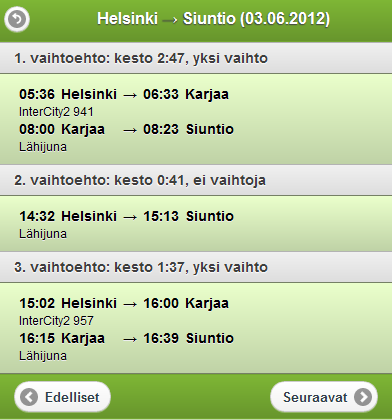 Helsinki → Siuntio (03.06.2012)
1. vaihtoehto: kesto 2:47, yksi vaihto
05:36 Helsinki → 06:33 Karjaa
InterCity2 941
08:00 Karjaa → 08:23 Siuntio
Lähijuna
2. vaihtoehto: kesto 0:41, ei vaihtoja
14:32 Helsinki → 15:13 Siuntio
Lähijuna
3. vaihtoehto: kesto 1:37, yksi vaihto
15:02 Helsinki → 16:00 Karjaa
InterCity2 957
16:15 Karjaa → 16:39 Siuntio
Lähijuna
Edelliset Seuraavat